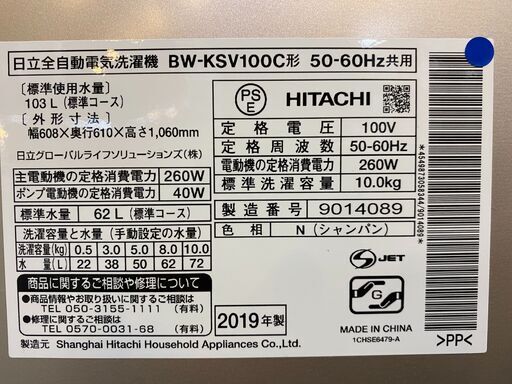 日立全自動電気洗濯機 BW-KSV100C形 50-60Hz共用
〔標準使用水量〕
103L(標準コース)
〔外形寸法〕
幅608×奥行610×高さ1,060mm
日立グローバルライフソリューションズ(株)
主電動機の定格消費電力 260W
ポンプ電動機の定格消費電力 40W
標準水量 62L(標準コース)
洗濯容量と水量(手動設定の水量)
洗濯容量(kg) 0.5 3.0 5.0 8.0 10.0
水量(L) 22 38 50 62 72
商品に関するご相談や修理について
●商品情報やお取り扱いに関するご相談は
TEL 050-3155-1111 (有料)
●修理に関するご相談は
TEL 0570-0031-68 (有料)
製造元 Shanghai Hitachi Household Appliances Co.,Ltd.
PSE HITACHI
定格電圧 100V
定格周波数 50-60Hz
電動機の定格消費電力 260W
標準洗濯容量 10.0kg
製造番号 9014089
色相 N(シャンパン)
S JET
G
2019年製
MADE IN CHINA
1CHSE6479-A
>PP<